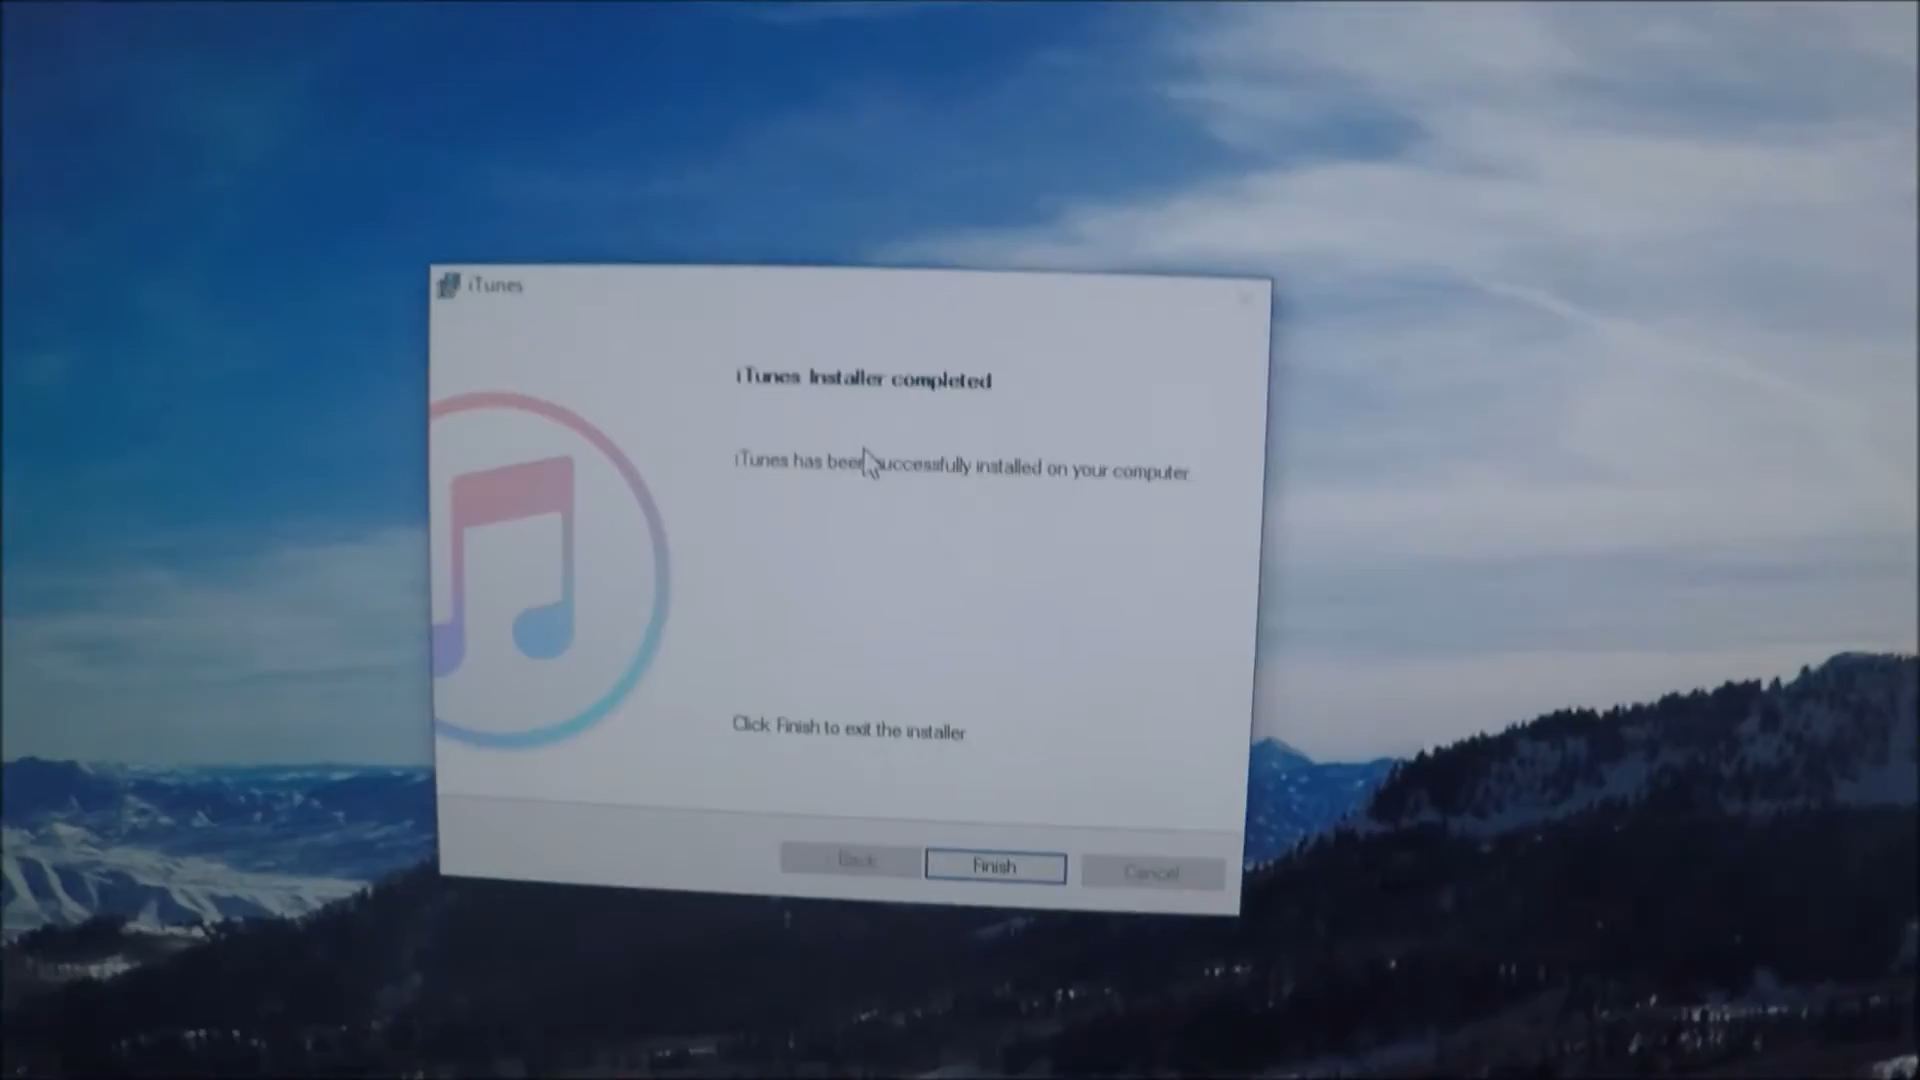 iTunes
iTunes Installer completed
iTunes has been successfully installed on your computer.
Click Finish to exit the installer
Back
Finish
Cancel